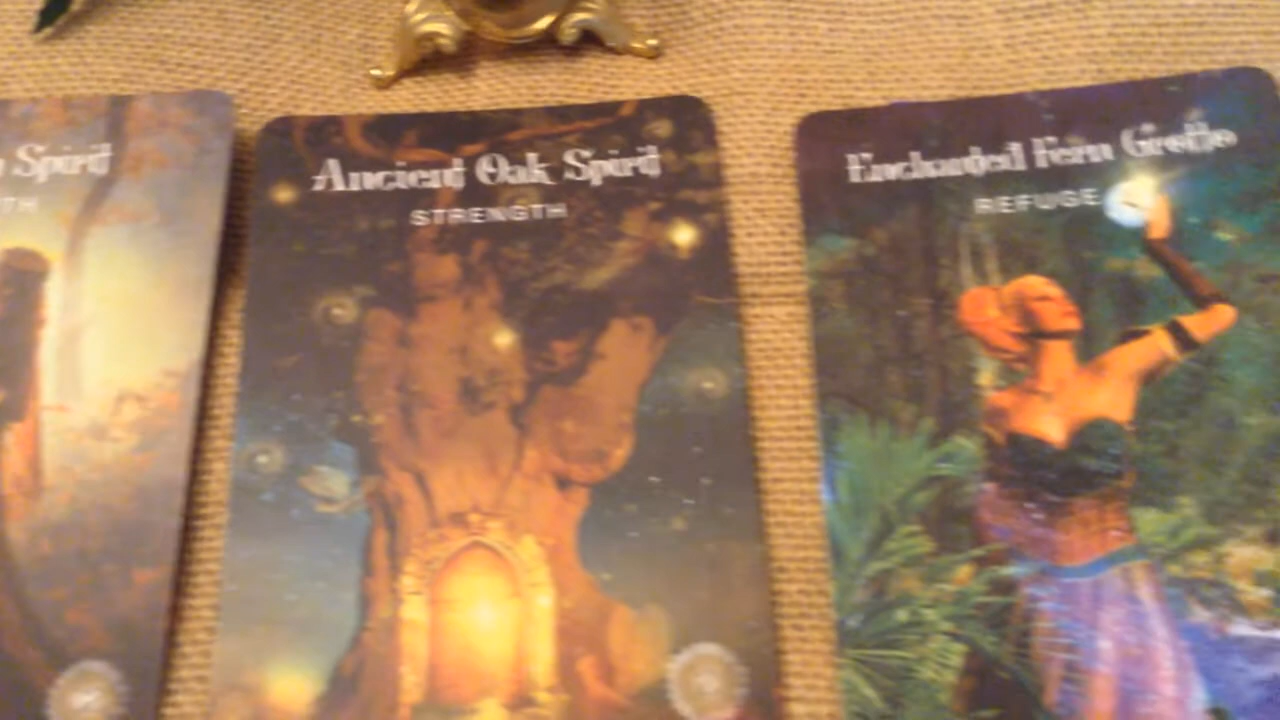 Spirit
TH
Ancient Oak Spirit
STRENGTH
Enchanted Fern Grotto
REFUGE